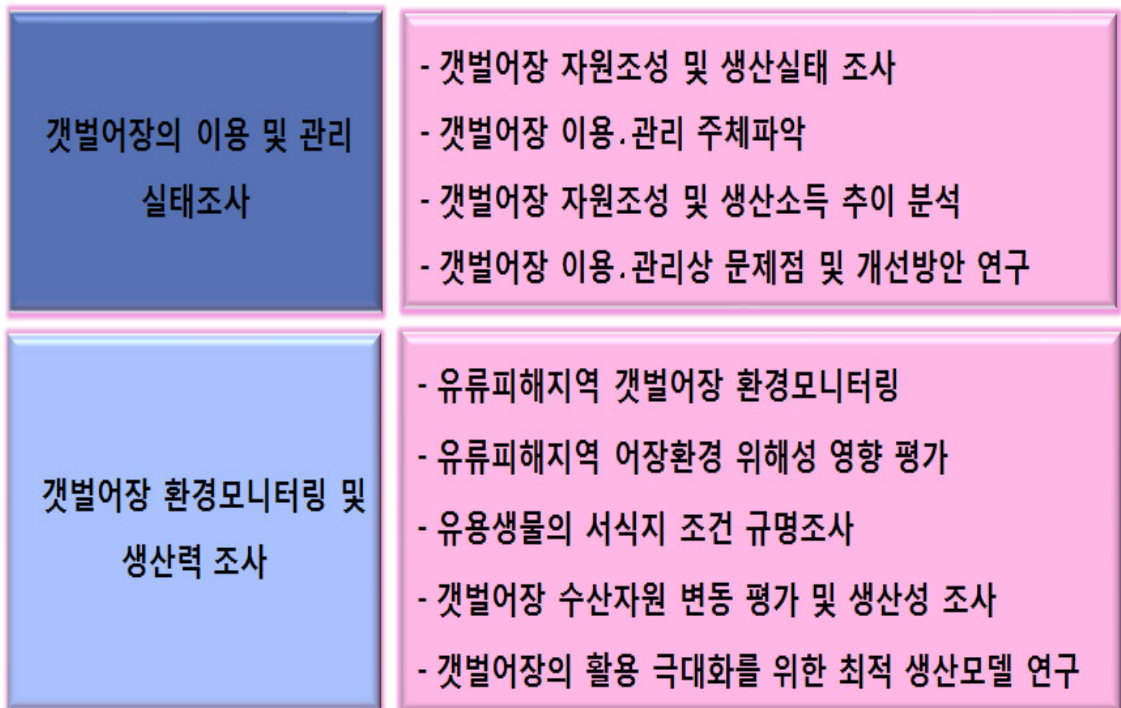 갯벌어장의 이용 및 관리
실태조사
- 갯벌어장 자원조성 및 생산실태 조사
- 갯벌어장 이용.관리 주체파악
- 갯벌어장 자원조성 및 생산소득 추이 분석
- 갯벌어장 이용.관리상 문제점 및 개선방안 연구
갯벌어장 환경모니터링 및
생산력 조사
- 유류피해지역 갯벌어장 환경모니터링
- 유류피해지역 어장환경 위해성 영향 평가
- 유용생물의 서식지 조건 규명조사
- 갯벌어장 수산자원 변동 평가 및 생산성 조사
- 갯벌어장의 활용 극대화를 위한 최적 생산모델 연구